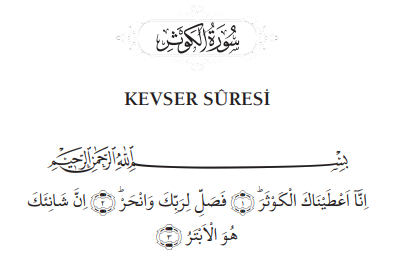 سُورَةُ الْكَوْثَرِ
KEVSER SÛRESİ
بِسْمِ اللّٰهِ الرَّحْمٰنِ الرَّحِيمِ
اِنَّٓا اَعْطَيْنَاكَ الْكَوْثَرَۜ ﴿١﴾ فَصَلِّ لِرَبِّكَ وَانْحَرْۜ ﴿٢﴾ اِنَّ شَانِئَكَ
هُوَ الْاَبْتَرُ ﴿٣﴾